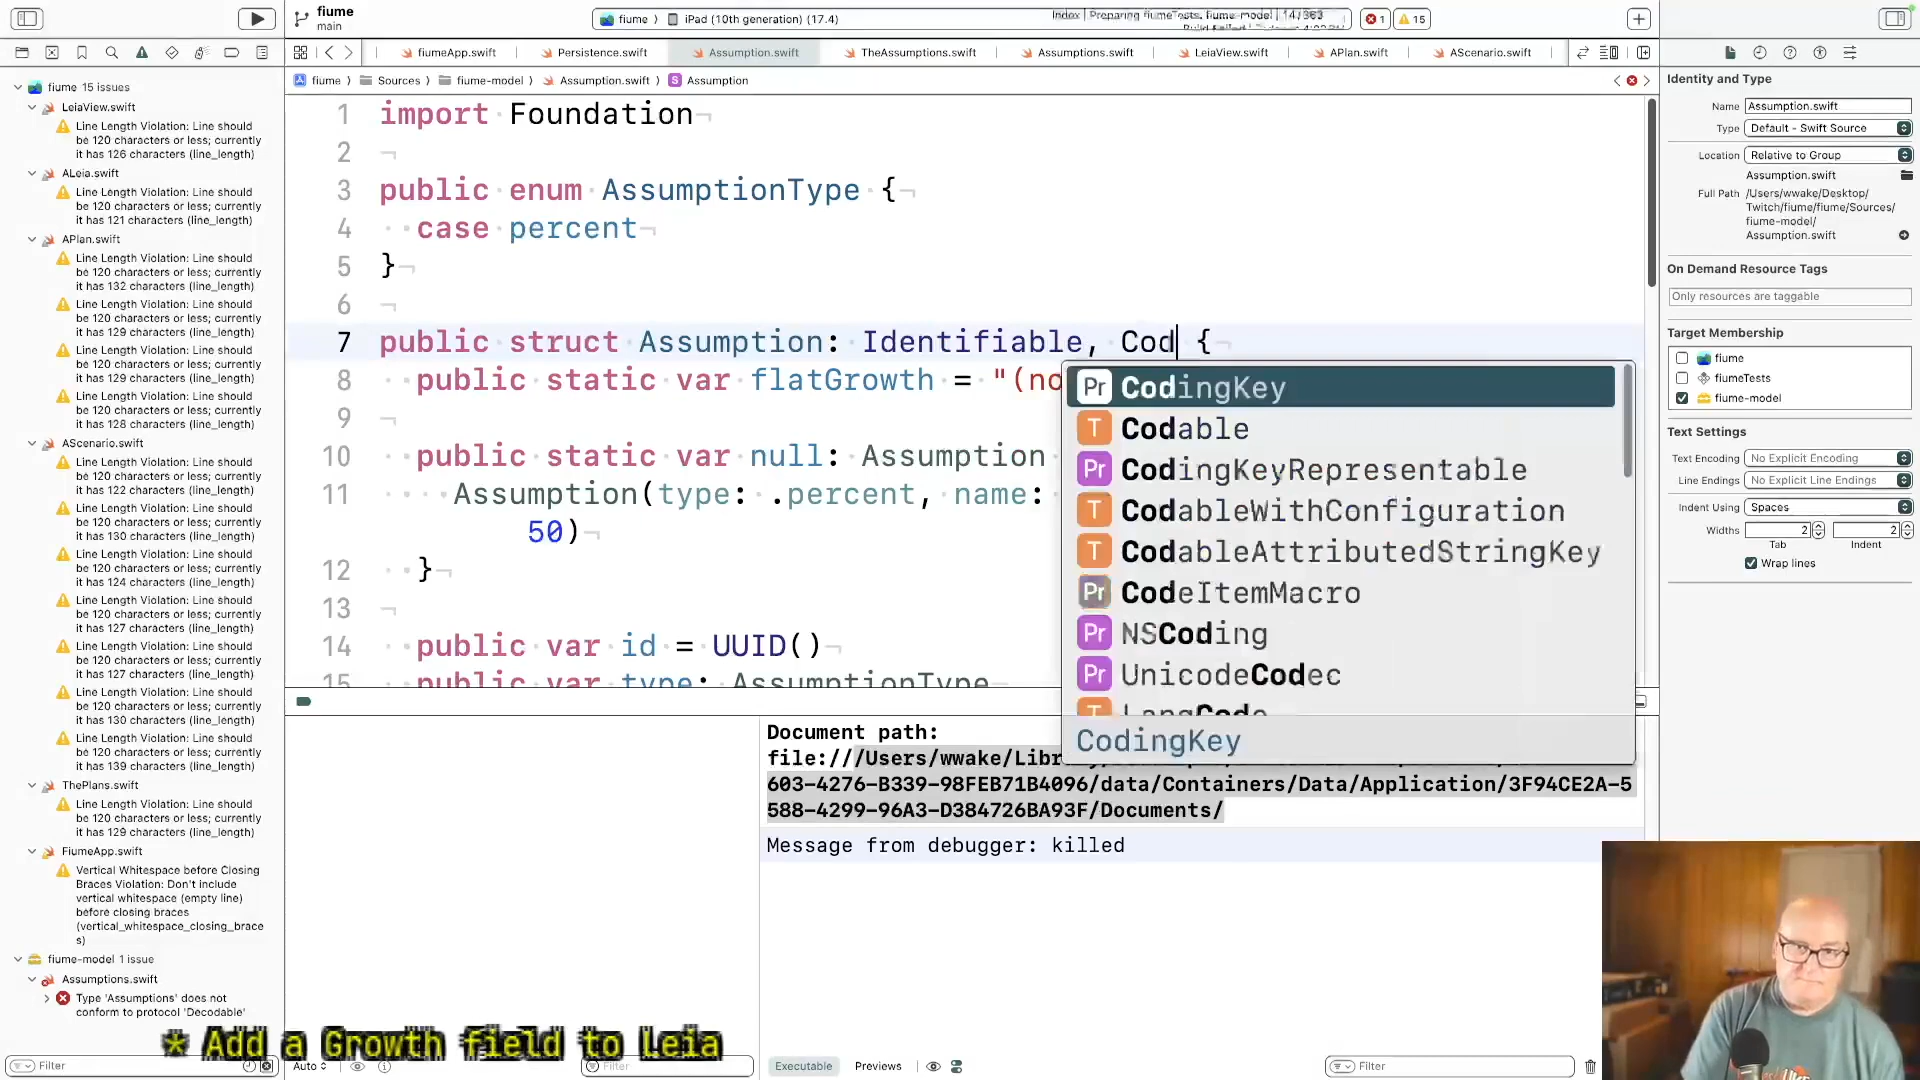 fiume
main
fiume
iPad (10th generation) (17.4)
Index | Preparing fiumeTests, fiume-model | 14/363
1
15
fiumeApp.swift
Persistence.swift
Assumption.swift
TheAssumptions.swift
Assumptions.swift
LeiaView.swift
APlan.swift
AScenario.swift
fiume
Sources
fiume-model
Assumption.swift
S Assumption
fiume 15 issues
LeiaView.swift
Line Length Violation: Line should
be 120 characters or less; currently
it has 126 characters (line_length)
ALeia.swift
Line Length Violation: Line should
be 120 characters or less; currently
it has 121 characters (line_length)
APlan.swift
Line Length Violation: Line should
be 120 characters or less; currently
it has 132 characters (line_length)
Line Length Violation: Line should
be 120 characters or less; currently
it has 129 characters (line_length)
Line Length Violation: Line should
be 120 characters or less; currently
it has 129 characters (line_length)
Line Length Violation: Line should
be 120 characters or less; currently
it has 128 characters (line_length)
AScenario.swift
Line Length Violation: Line should
be 120 characters or less; currently
it has 122 characters (line_length)
Line Length Violation: Line should
be 120 characters or less; currently
it has 130 characters (line_length)
Line Length Violation: Line should
be 120 characters or less; currently
it has 124 characters (line_length)
Line Length Violation: Line should
be 120 characters or less; currently
it has 127 characters (line_length)
Line Length Violation: Line should
be 120 characters or less; currently
it has 127 characters (line_length)
Line Length Violation: Line should
be 120 characters or less; currently
it has 130 characters (line_length)
Line Length Violation: Line should
be 120 characters or less; currently
it has 139 characters (line_length)
ThePlans.swift
Line Length Violation: Line should
be 120 characters or less; currently
it has 129 characters (line_length)
FiumeApp.swift
Vertical Whitespace before Closing
Braces Violation: Don't include
vertical whitespace (empty line)
before closing braces
(vertical_whitespace_closing_brace
s)
fiume-model 1 issue
Assumptions.swift
Type 'Assumptions' does not
conform to protocol 'Decodable'
Filter
1 import Foundation
2
3 public enum AssumptionType {
4 case percent
5 }
6
7 public struct Assumption: Identifiable, Cod {
8 public static var flatGrowth = "(no
9
10 public static var null: Assumption
11 Assumption(type: .percent, name:
50)
12 }
13
14 public var id = UUID()
15 public var type: AssumptionType
Pr CodingKey
T Codable
Pr CodingKeyRepresentable
T CodableWithConfiguration
T CodableAttributedStringKey
Pr CodeItemMacro
Pr NSCoding
Pr UnicodeCodec
T LangCode
CodingKey
Document path:
file:///Users/wwake/Libr
603-4276-B339-98FEB71B4096/data/Containers/Data/Application/3F94CE2A-5
588-4299-96A3-D384726BA93F/Documents/
Message from debugger: killed
* Add a Growth field to Leia
Auto
Filter
Executable
Previews
Filter
Identity and Type
Name Assumption.swift
Type Default - Swift Source
Location Relative to Group
Assumption.swift
Full Path /Users/wwake/Desktop/
Twitch/fiume/fiume/Sources/
fiume-model/
Assumption.swift
On Demand Resource Tags
Only resources are taggable
Target Membership
fiume
fiumeTests
fiume-model
Text Settings
Text Encoding No Explicit Encoding
Line Endings No Explicit Line Endings
Indent Using Spaces
Widths 2 2
Tab Indent
Wrap lines